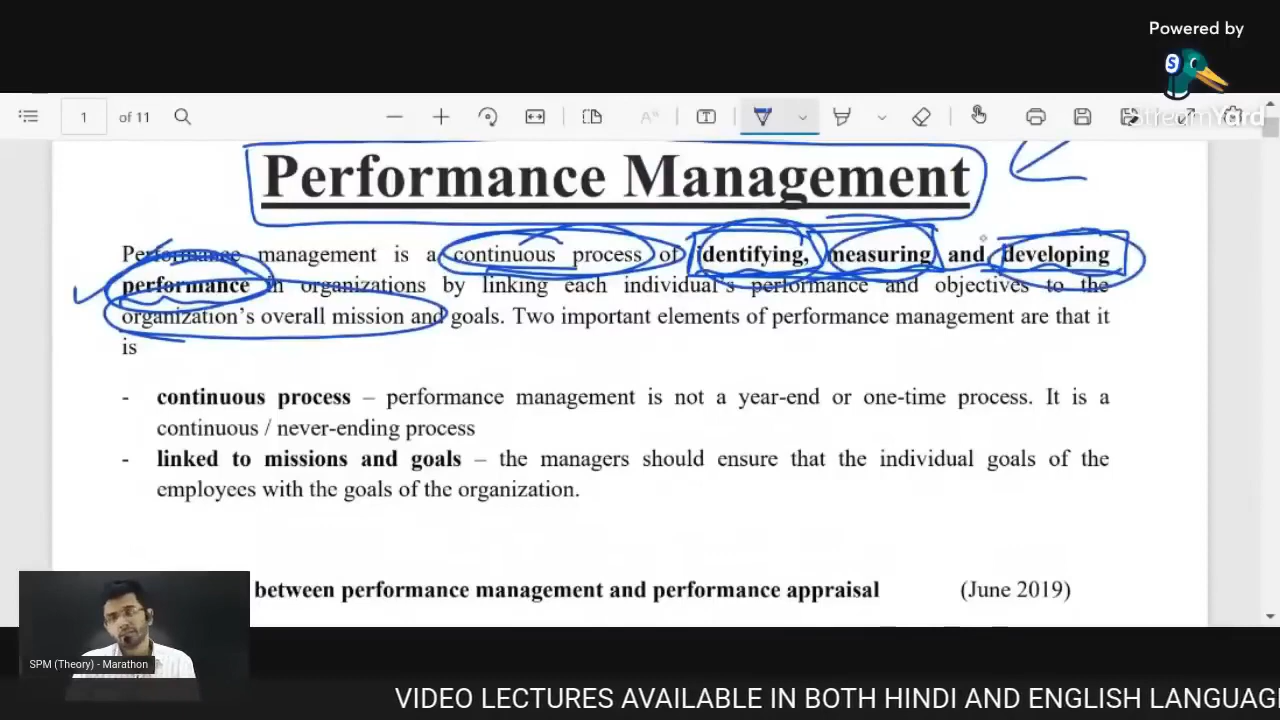 Powered by
S
StreamYard
1 of 11
Performance Management
Performance management is a continuous process of identifying, measuring and developing
performance in organizations by linking each individual's performance and objectives to the
organization's overall mission and goals. Two important elements of performance management are that it
is
- continuous process – performance management is not a year-end or one-time process. It is a
continuous / never-ending process
- linked to missions and goals – the managers should ensure that the individual goals of the
employees with the goals of the organization.
between performance management and performance appraisal (June 2019)
SPM (Theory) - Marathon
VIDEO LECTURES AVAILABLE IN BOTH HINDI AND ENGLISH LANGUAG